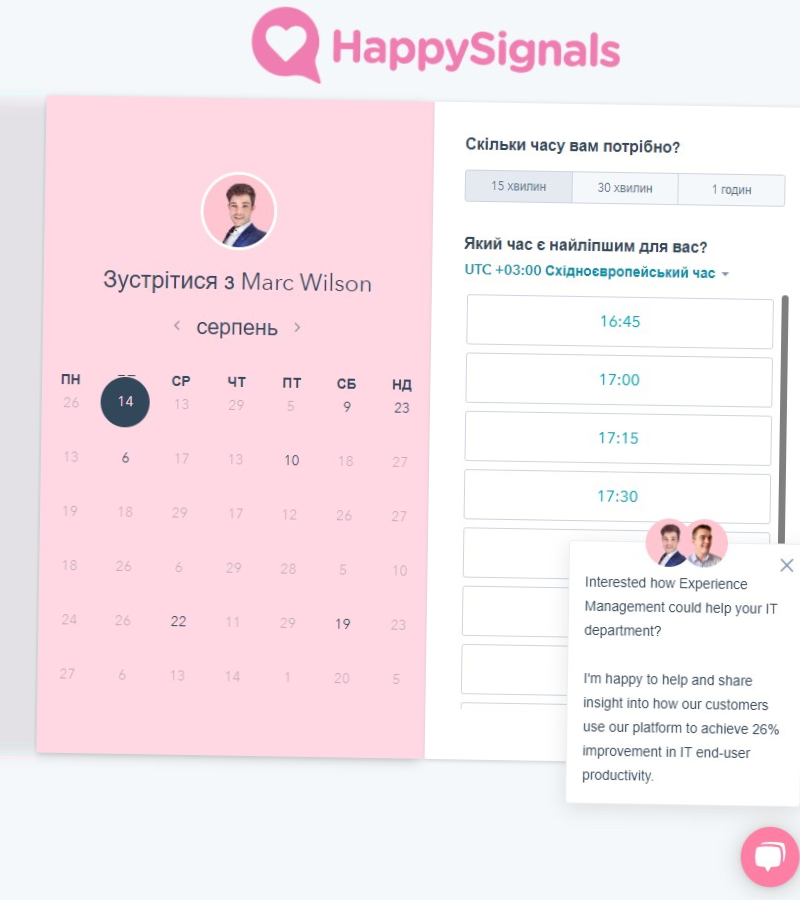 HappySignals
Зустрітися з Marc Wilson
серпень
ПН СР ЧТ ПТ СБ НД
26 14 13 29 5 9 23
13 6 17 13 10 18 27
19 18 29 17 12 26 27
18 26 6 29 28 5 10
24 26 22 11 29 19 23
27 6 13 14 1 20 5
Скільки часу вам потрібно?
15 хвилин 30 хвилин 1 годин
Який час є найліпшим для вас?
UTC +03:00 Східноєвропейський час
16:45
17:00
17:15
17:30
Interested how Experience
Management could help your IT
department?
I'm happy to help and share
insight into how our customers
use our platform to achieve 26%
improvement in IT end-user
productivity.